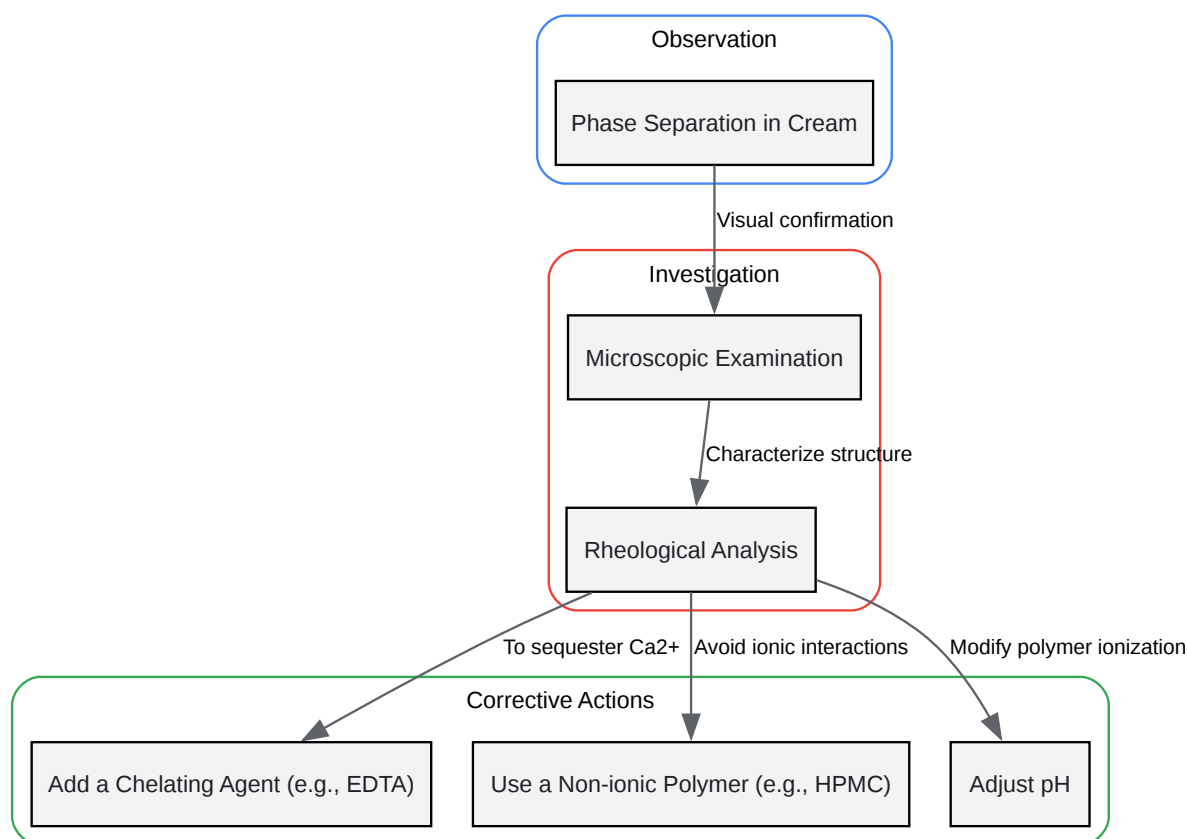 Observation
Phase Separation in Cream
Visual confirmation
Investigation
Microscopic Examination
Characterize structure
Rheological Analysis
To sequester Ca2+
Avoid ionic interactions
Modify polymer ionization
Corrective Actions
Add a Chelating Agent (e.g., EDTA)
Use a Non-ionic Polymer (e.g., HPMC)
Adjust pH